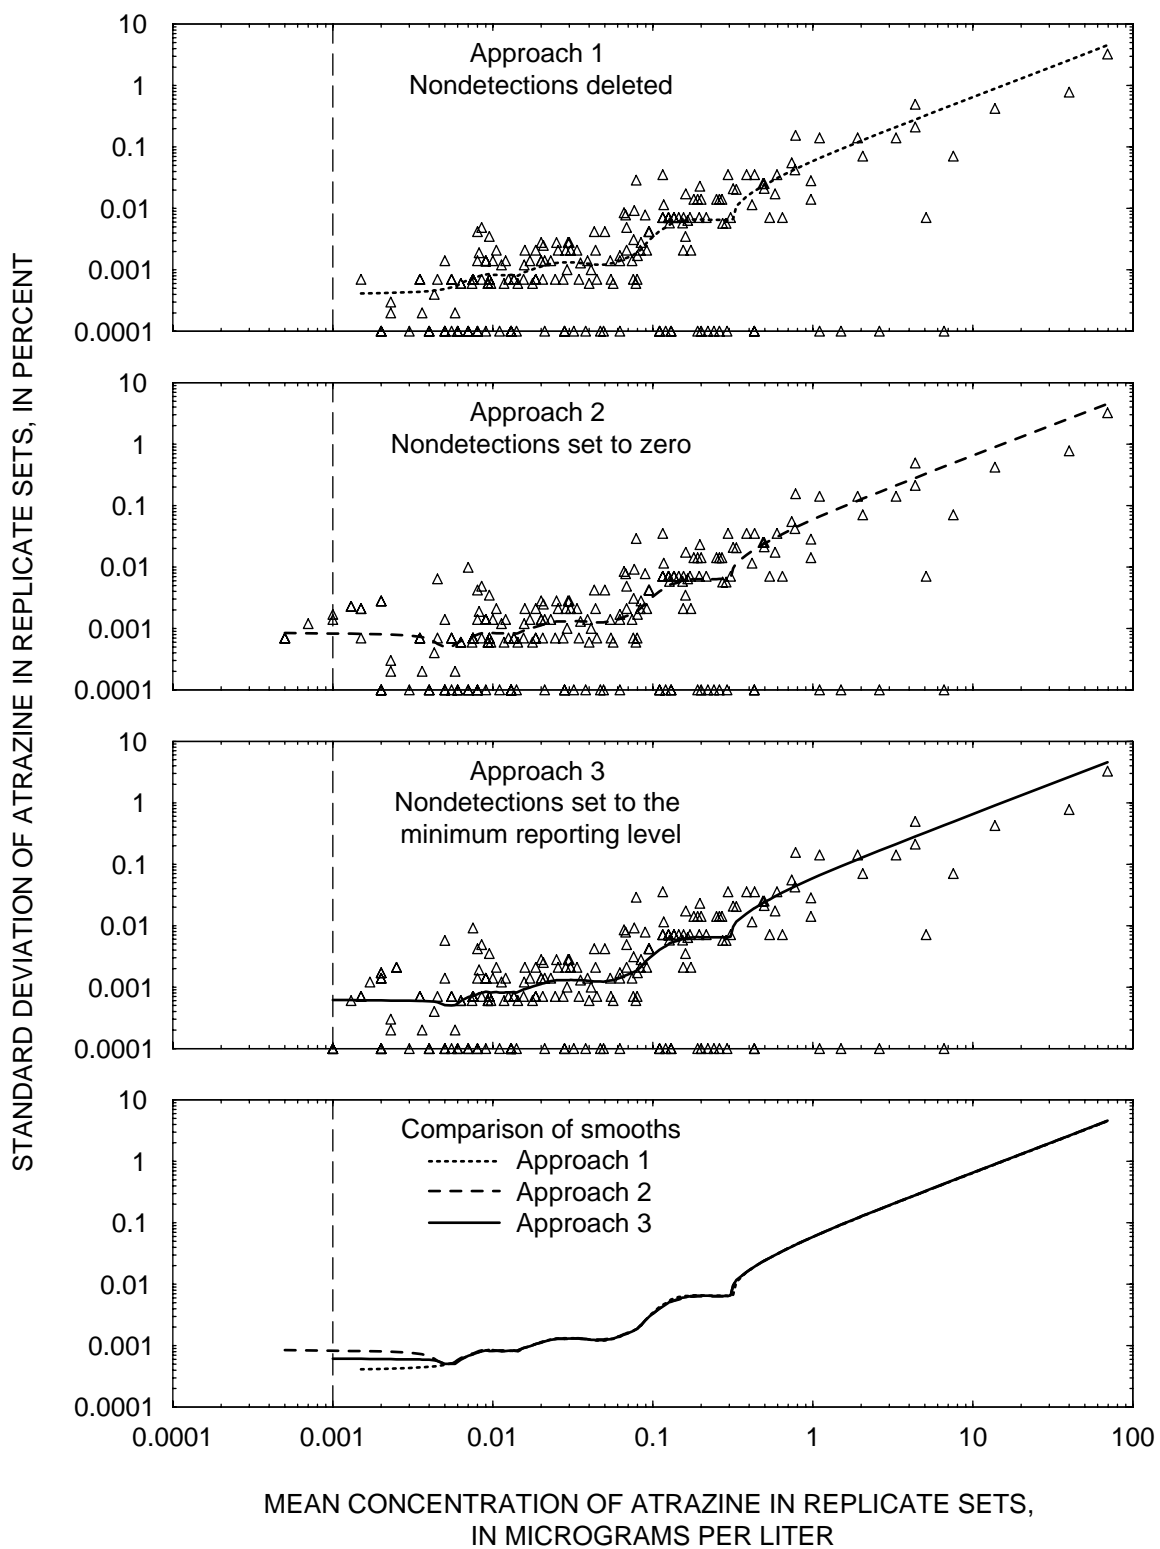 STANDARD DEVIATION OF ATRAZINE IN REPLICATE SETS, IN PERCENT
10
1
0.1
0.01
0.001
0.0001
Approach 1
Nondetections deleted
10
1
0.1
0.01
0.001
0.0001
Approach 2
Nondetections set to zero
10
1
0.1
0.01
0.001
0.0001
Approach 3
Nondetections set to the
minimum reporting level
10
1
0.1
0.01
0.001
0.0001
Comparison of smooths
Approach 1
Approach 2
Approach 3
0.0001 0.001 0.01 0.1 1 10 100
MEAN CONCENTRATION OF ATRAZINE IN REPLICATE SETS,
IN MICROGRAMS PER LITER